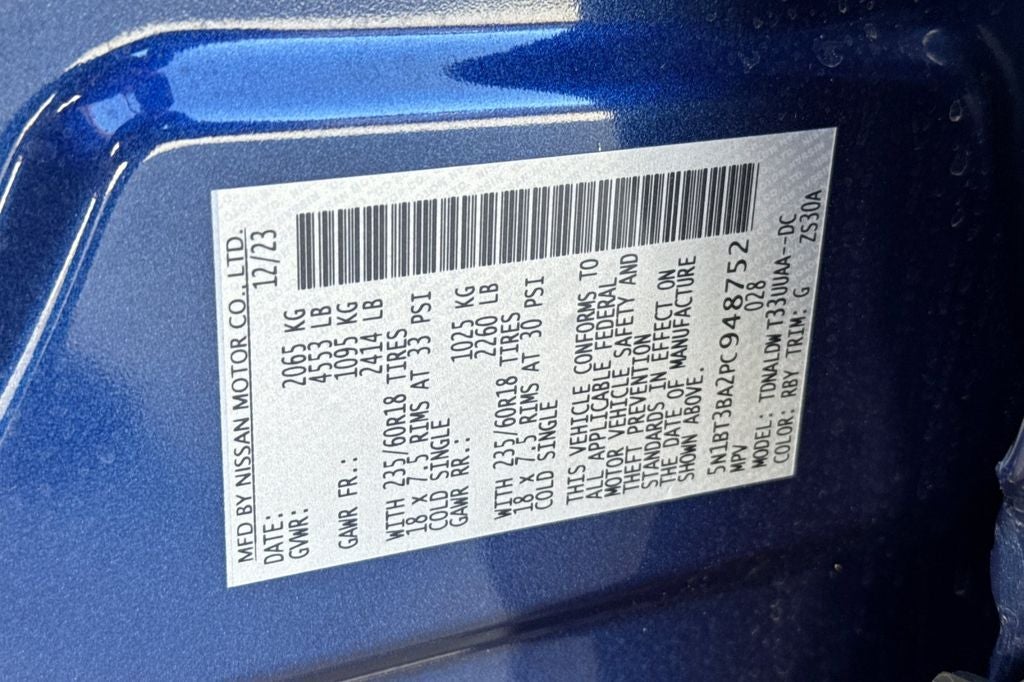 MFD BY NISSAN MOTOR CO., LTD.
DATE: 12/23
GVWR: 2065 KG
4553 LB
GAWR FR.: 1095 KG
2414 LB
WITH 235/60R18 TIRES
18 X 7.5 RIMS AT 33 PSI
COLD SINGLE
GAWR RR.: 1025 KG
2260 LB
WITH 235/60R18 TIRES
18 X 7.5 RIMS AT 30 PSI
COLD SINGLE
THIS VEHICLE CONFORMS TO
ALL APPLICABLE FEDERAL
MOTOR VEHICLE SAFETY AND
THEFT PREVENTION
STANDARDS IN EFFECT ON
THE DATE OF MANUFACTURE
SHOWN ABOVE.
5N1BT3BA2PC948752
MPV 028
MODEL: TDNALDWT33UUAA--DC
COLOR: RBY TRIM: G ZS30A